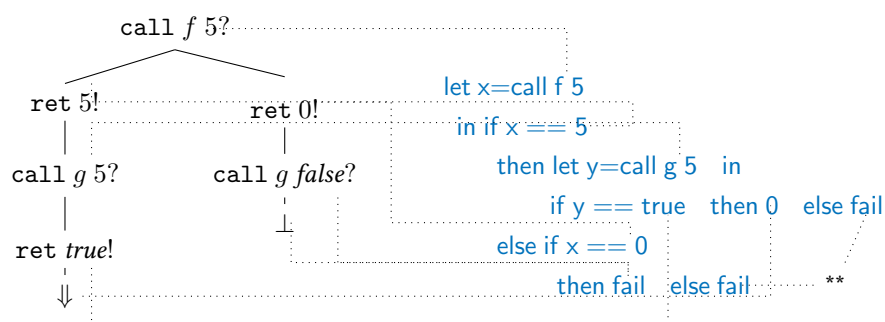 call f 5?
ret 5! ret 0!
call g 5? call g false?
⊥
ret true!
⇓
let x=call f 5
in if x == 5
then let y=call g 5 in
if y == true then 0 else fail
else if x == 0
then fail else fail **